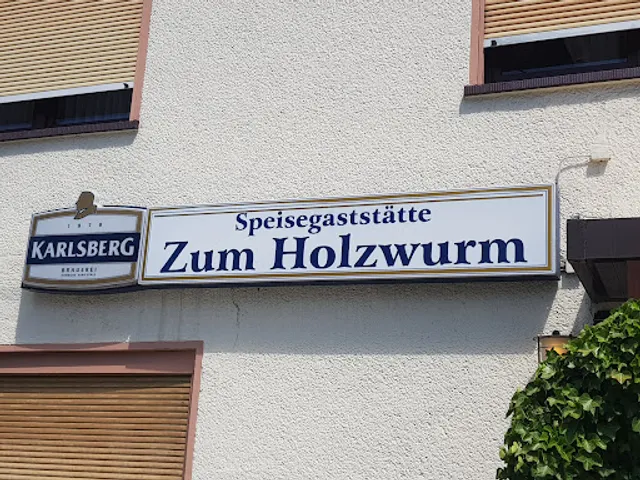 1878
KARLSBERG
BRAUEREI
Speisegaststätte
Zum Holzwurm